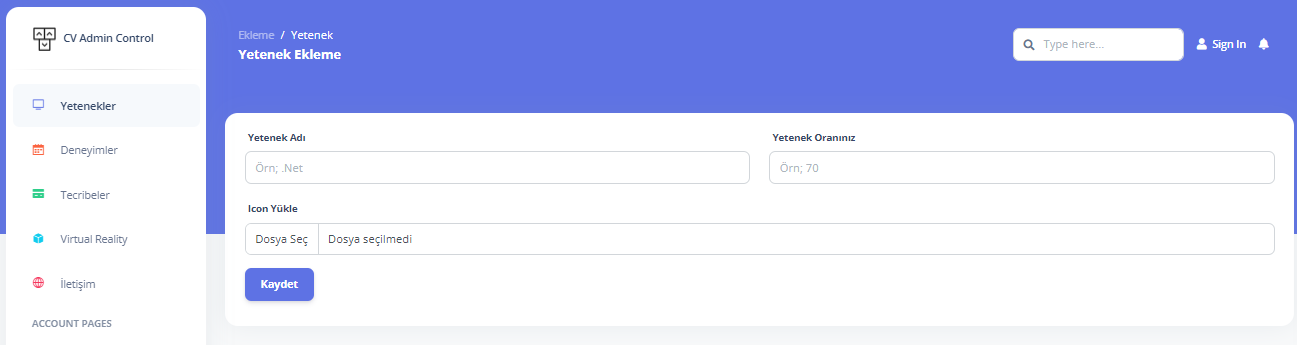 CV Admin Control
Yetenekler
Deneyimler
Tecribeler
Virtual Reality
İletişim
ACCOUNT PAGES
Ekleme / Yetenek
Yetenek Ekleme
Type here...
Sign In
Yetenek Adı
Örn; .Net
Yetenek Oranınız
Örn; 70
Icon Yükle
Dosya Seç Dosya seçilmedi
Kaydet